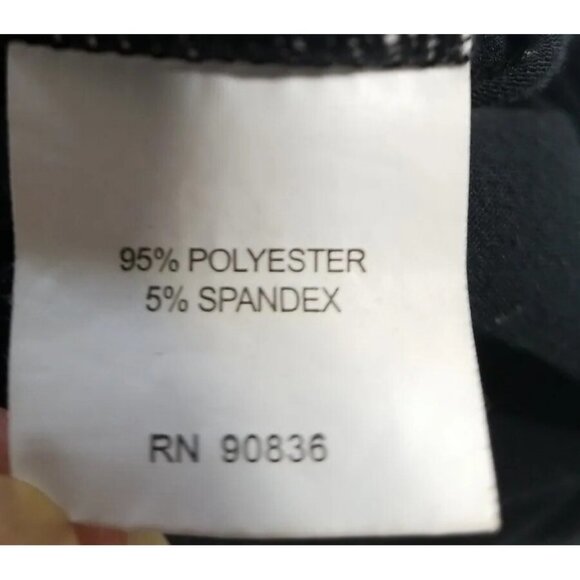 95% POLYESTER
5% SPANDEX
RN 90836